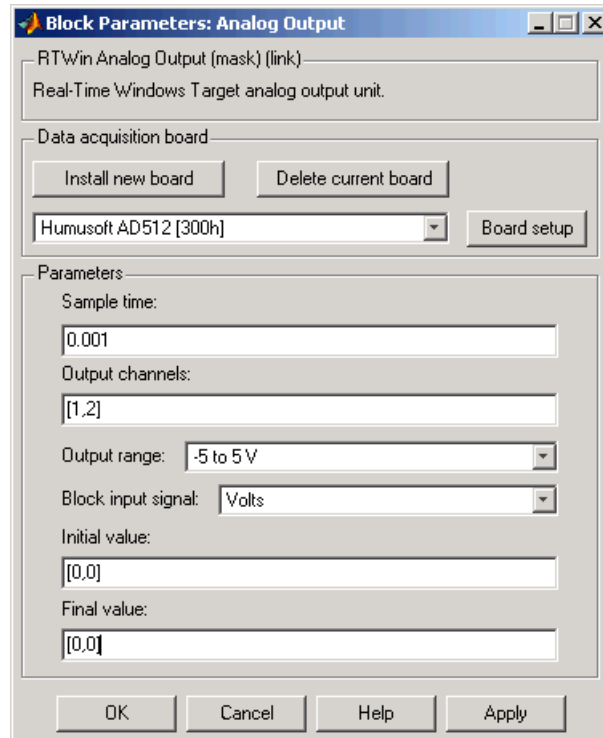 Block Parameters: Analog Output
RTWin Analog Output (mask) (link)
Real-Time Windows Target analog output unit.
Data acquisition board
Install new board Delete current board
Humusoft AD512 [300h] Board setup
Parameters
Sample time:
0.001
Output channels:
[1,2]
Output range: -5 to 5 V
Block input signal: Volts
Initial value:
[0,0]
Final value:
[0,0]
OK Cancel Help Apply